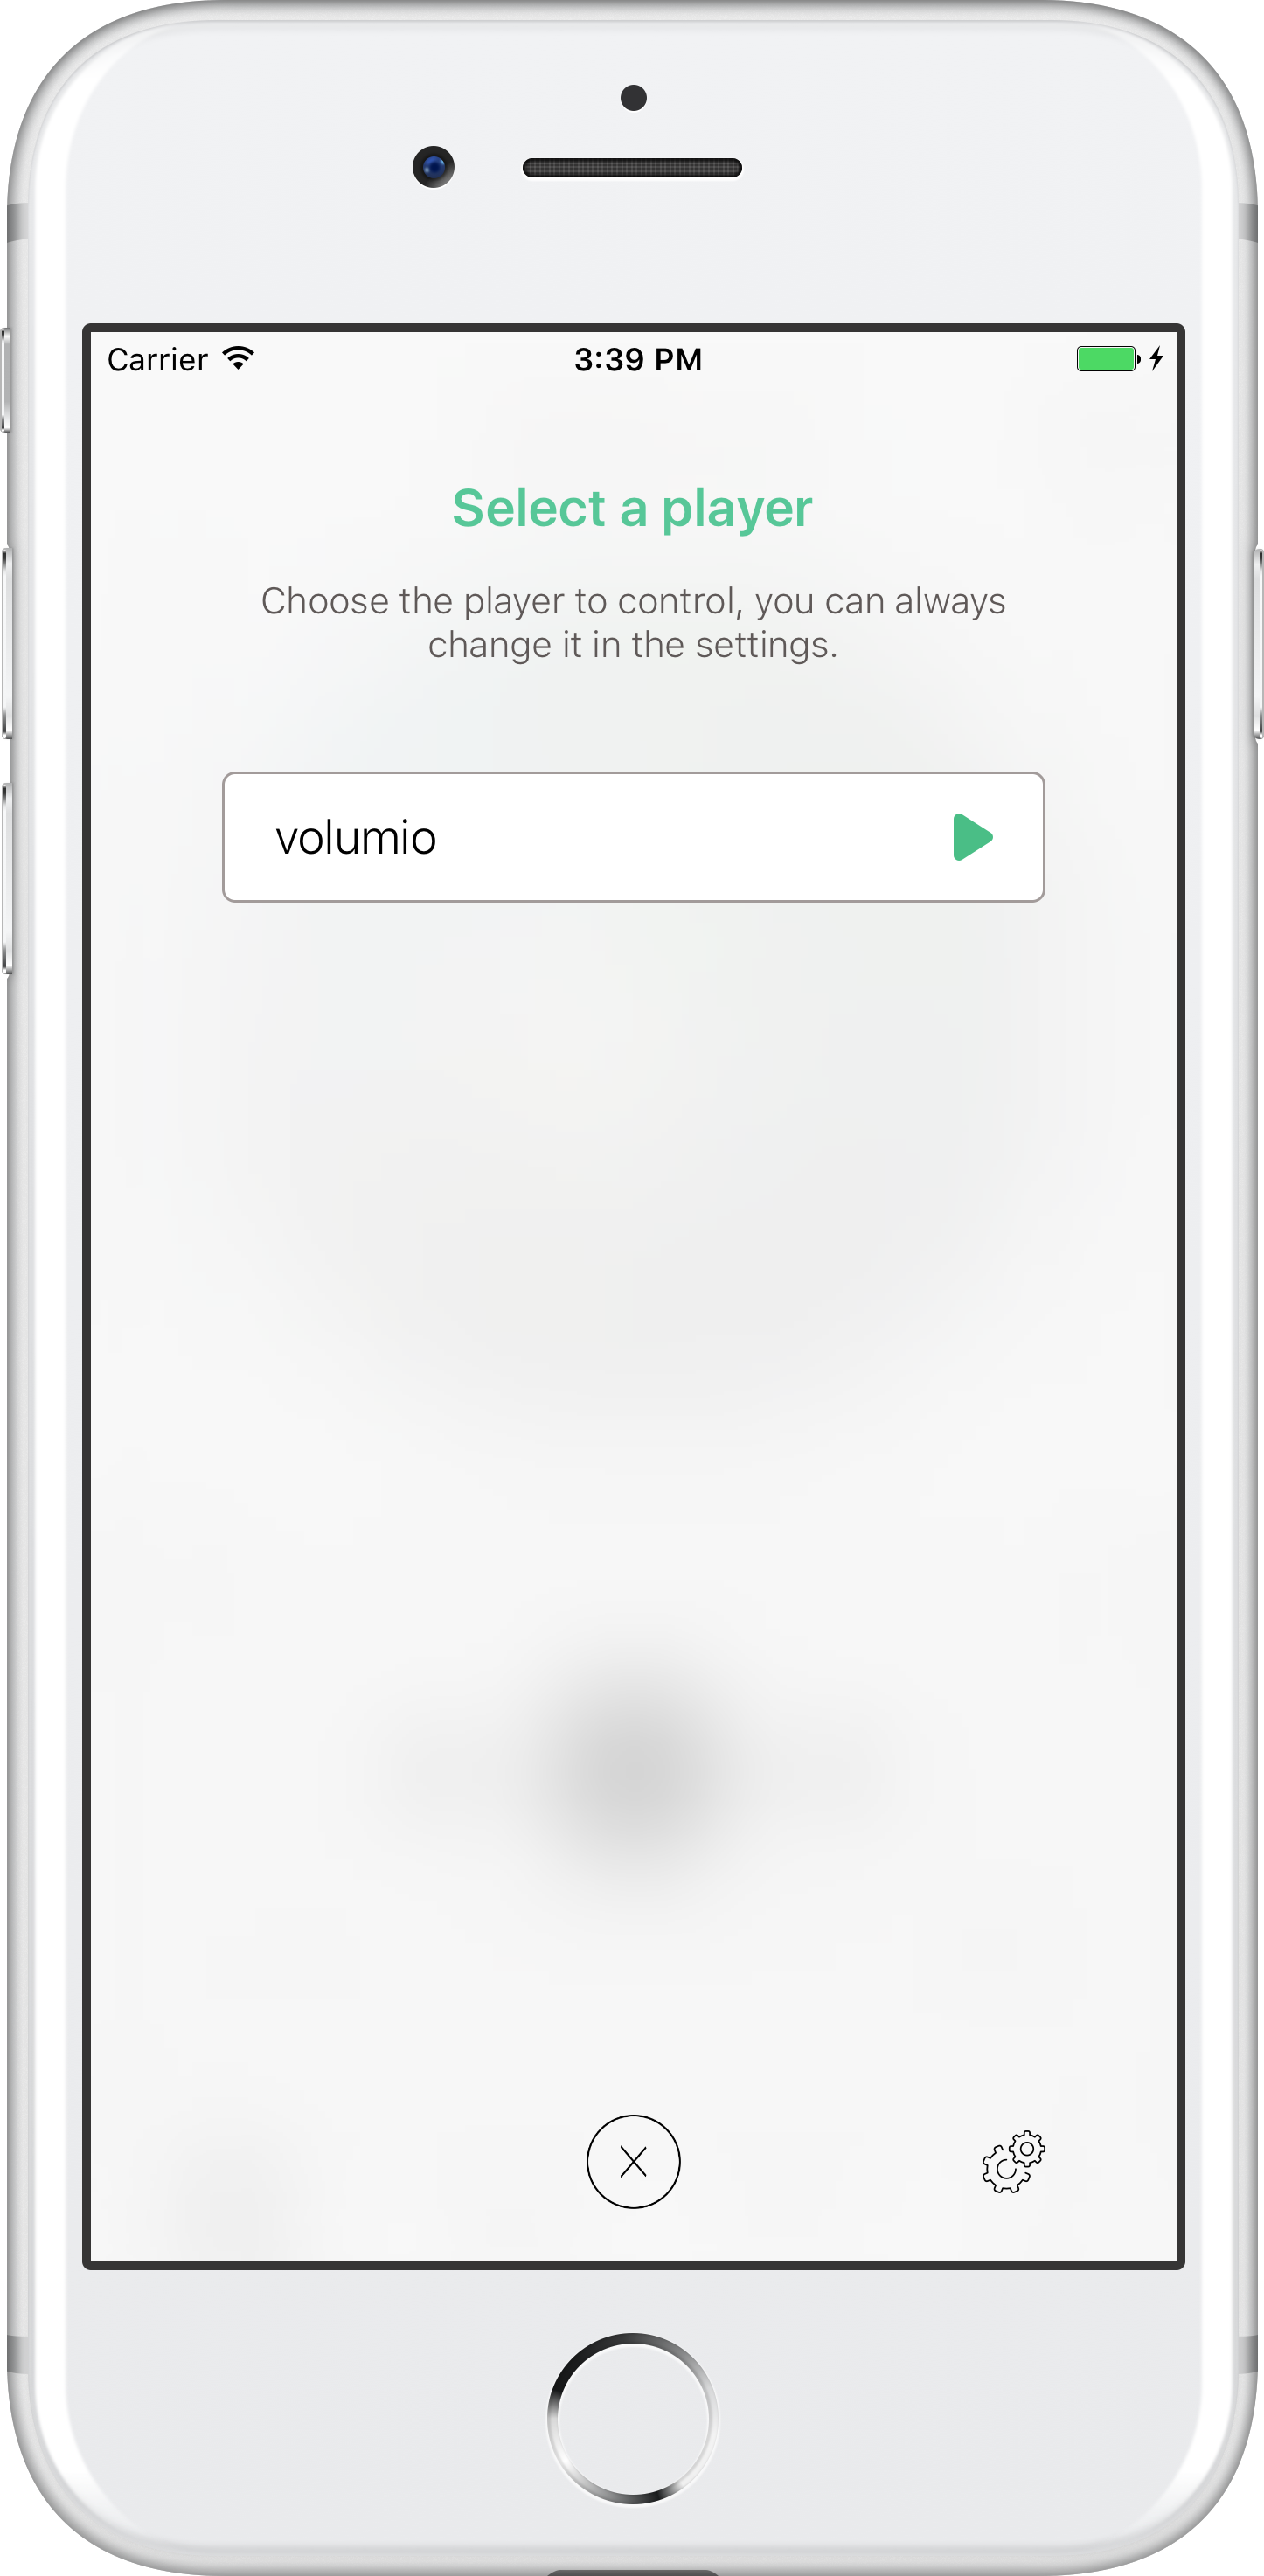 Carrier 3:39 PM
Select a player
Choose the player to control, you can always
change it in the settings.
volumio